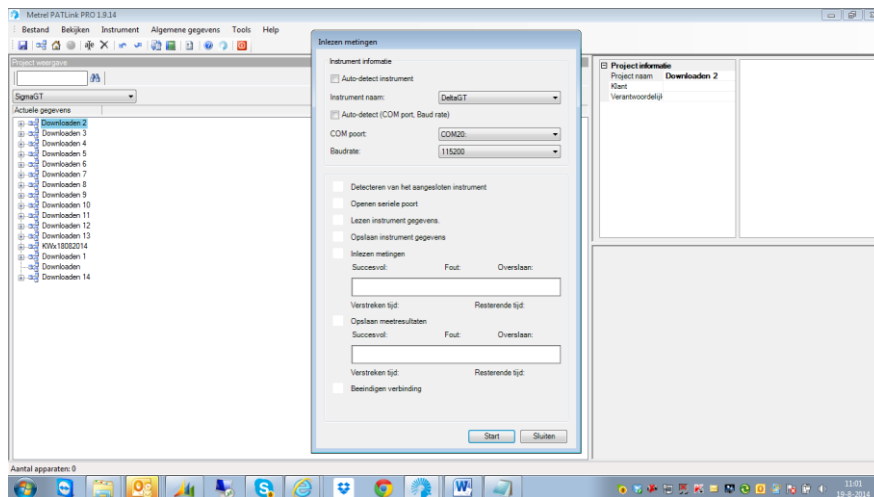 Metrel PATLink PRO 1.9.14
Bestand Bekijken Instrument Algemene gegevens Tools Help
Project weergave
SigmaGT
Actuele gegevens
Downloaden 2
Downloaden 3
Downloaden 4
Downloaden 5
Downloaden 6
Downloaden 7
Downloaden 8
Downloaden 9
Downloaden 10
Downloaden 11
Downloaden 12
Downloaden 13
KWx18082014
Downloaden 1
Downloaden
Downloaden 14
Inlezen metingen
Instrument informatie
Auto-detect instrument
Instrument naam: DeltaGT
Auto-detect (COM port, Baud rate)
COM poort: COM20:
Baudrate: 115200
Detecteren van het aangesloten instrument
Openen seriele poort
Lezen instrument gegevens.
Opslaan instrument gegevens
Inlezen metingen
Succesvol: Fout: Overslaan:
Verstreken tijd: Resterende tijd:
Opslaan meetresultaten
Succesvol: Fout: Overslaan:
Verstreken tijd: Resterende tijd:
Beeindigen verbinding
Start Sluiten
Project informatie
Project naam Downloaden 2
Klant
Verantwoordelijk
Aantal apparaten: 0
11:01
19-8-2014